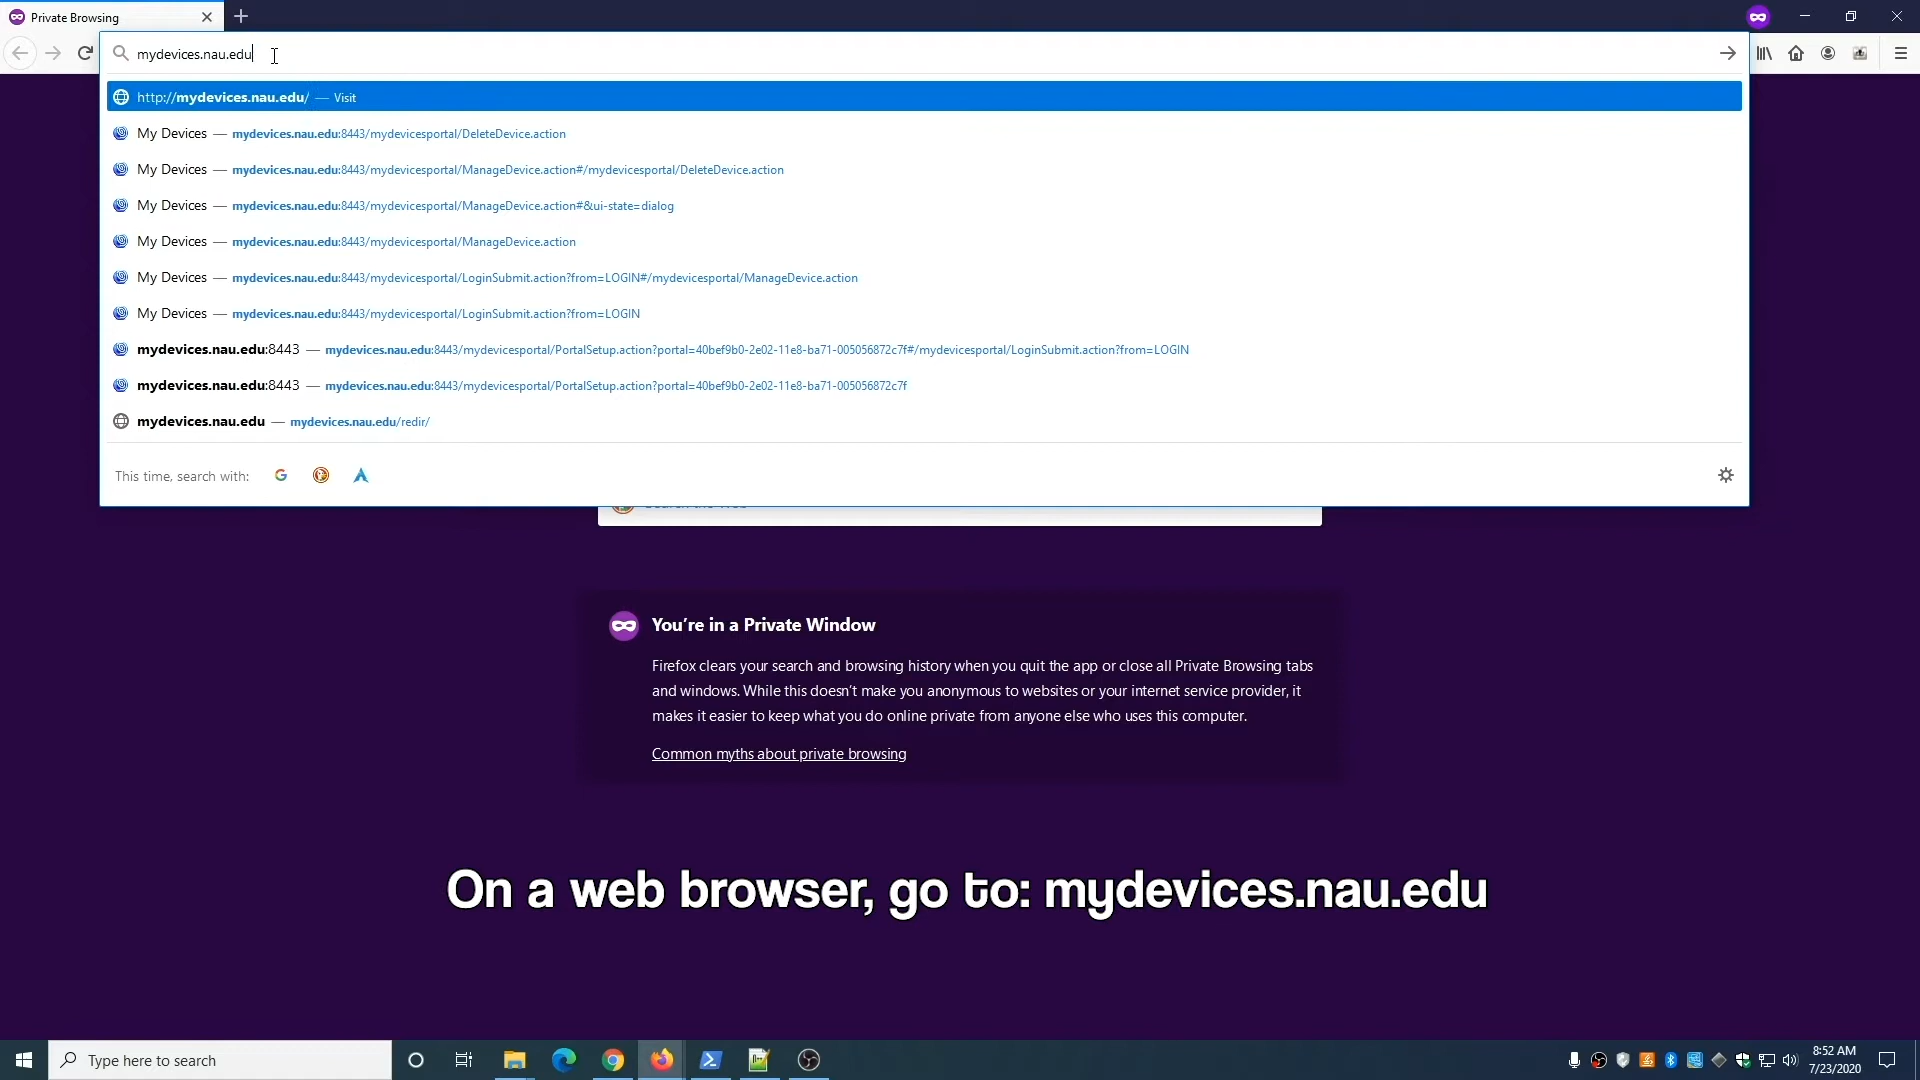 Private Browsing
mydevices.nau.edu
http://mydevices.nau.edu/ — Visit
My Devices — mydevices.nau.edu:8443/mydevicesportal/DeleteDevice.action
My Devices — mydevices.nau.edu:8443/mydevicesportal/ManageDevice.action#/mydevicesportal/DeleteDevice.action
My Devices — mydevices.nau.edu:8443/mydevicesportal/ManageDevice.action#&ui-state=dialog
My Devices — mydevices.nau.edu:8443/mydevicesportal/ManageDevice.action
My Devices — mydevices.nau.edu:8443/mydevicesportal/LoginSubmit.action?from=LOGIN#/mydevicesportal/ManageDevice.action
My Devices — mydevices.nau.edu:8443/mydevicesportal/LoginSubmit.action?from=LOGIN
mydevices.nau.edu:8443 — mydevices.nau.edu:8443/mydevicesportal/PortalSetup.action?portal=40bef9b0-2e02-11e8-ba71-005056872c7f#/mydevicesportal/LoginSubmit.action?from=LOGIN
mydevices.nau.edu:8443 — mydevices.nau.edu:8443/mydevicesportal/PortalSetup.action?portal=40bef9b0-2e02-11e8-ba71-005056872c7f
mydevices.nau.edu — mydevices.nau.edu/redir/
This time, search with:
You're in a Private Window
Firefox clears your search and browsing history when you quit the app or close all Private Browsing tabs
and windows. While this doesn't make you anonymous to websites or your internet service provider, it
makes it easier to keep what you do online private from anyone else who uses this computer.
Common myths about private browsing
On a web browser, go to: mydevices.nau.edu
Type here to search
8:52 AM
7/23/2020